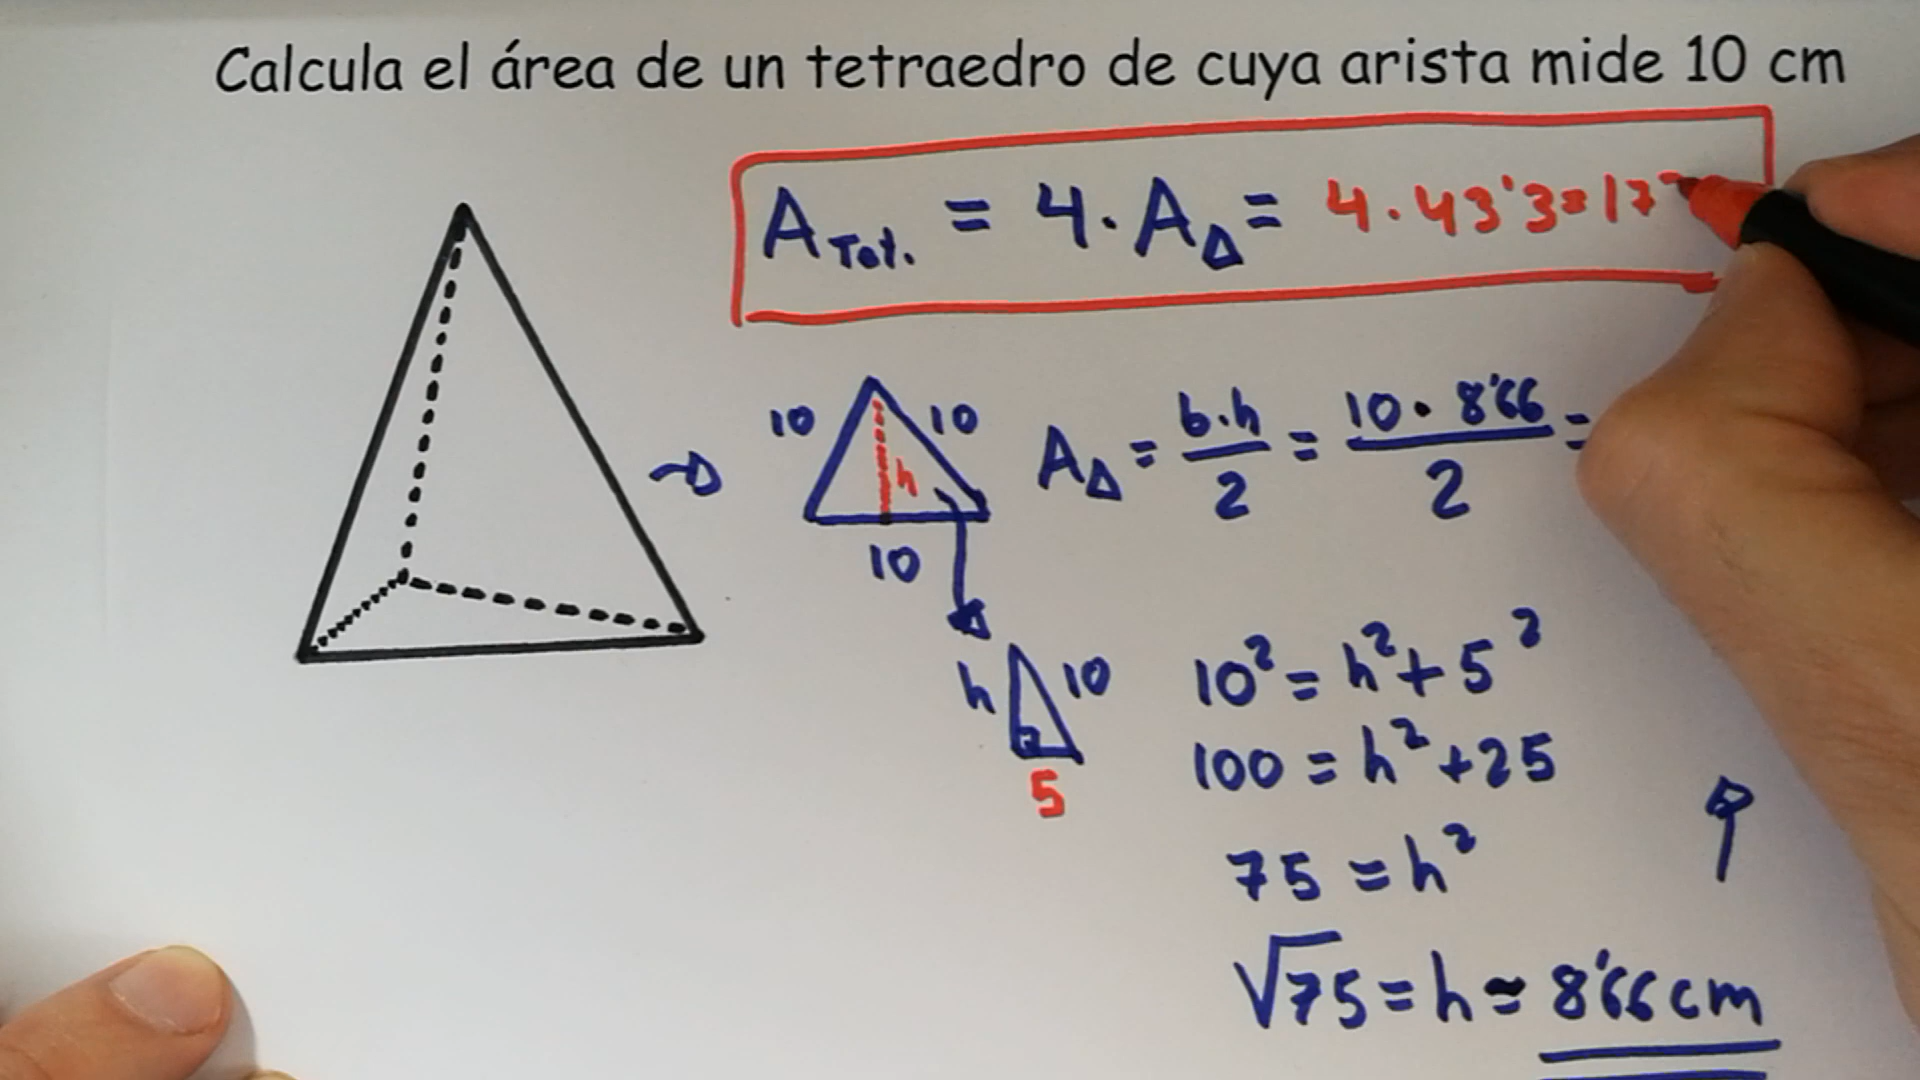 Calcula el área de un tetraedro de cuya arista mide 10 cm
A Tot. = 4 · A△ = 4 · 43'3 = 17
10 10
h
10
A△ = b·h / 2 = 10 · 8'66 / 2 =
h 10
5
10² = h² + 5²
100 = h² + 25
75 = h²
√75 = h ≈ 8'66 cm